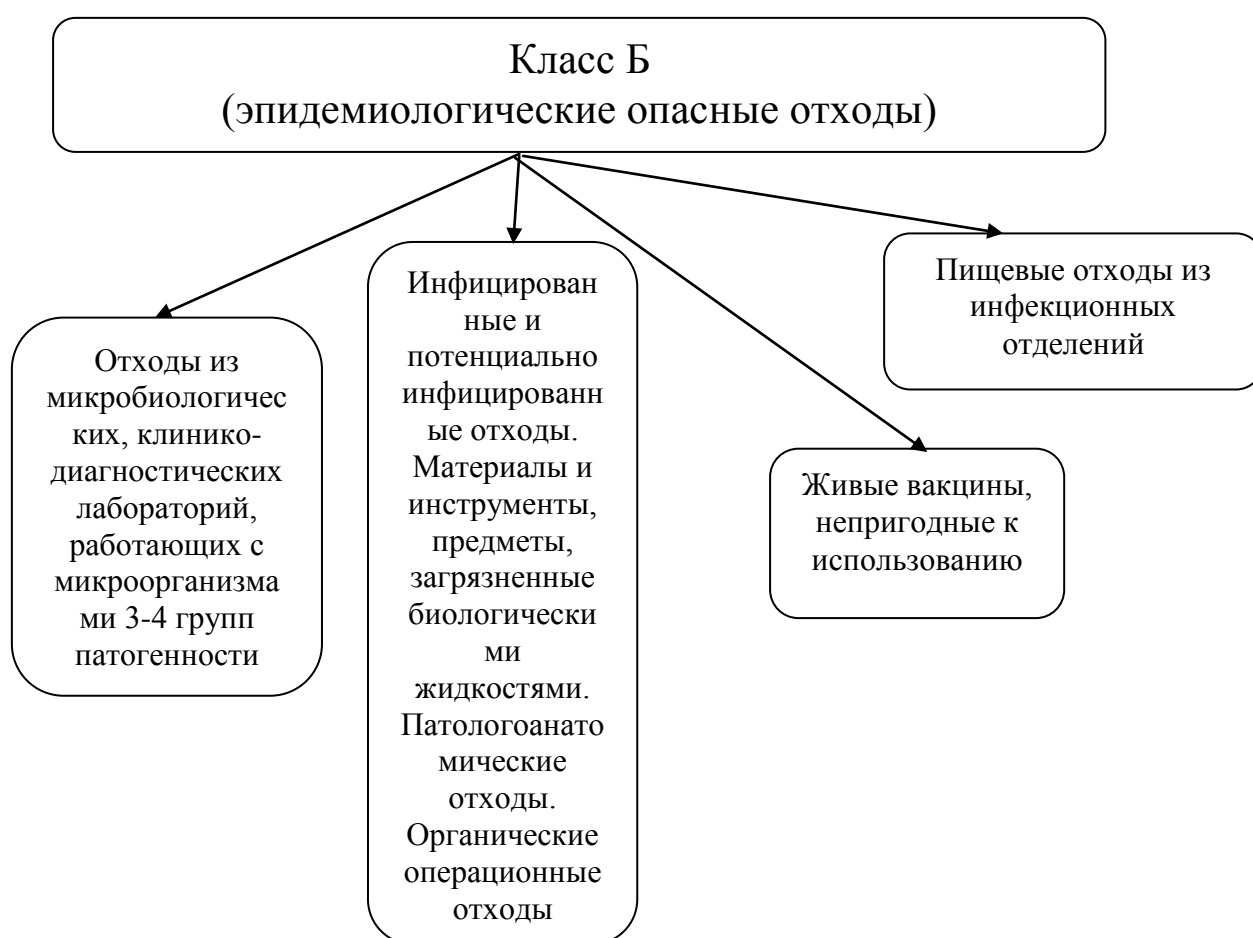 Класс Б
(эпидемиологические опасные отходы)
Отходы из
микробиологичес
ких, клинико-
диагностических
лабораторий,
работающих с
микроорганизма
ми 3-4 групп
патогенности
Инфицирован
ные и
потенциально
инфицированн
ые отходы.
Материалы и
инструменты,
предметы,
загрязненные
биологически
ми
жидкостями.
Патологоанато
мические
отходы.
Органические
операционные
отходы
Живые вакцины,
непригодные к
использованию
Пищевые отходы из
инфекционных
отделений